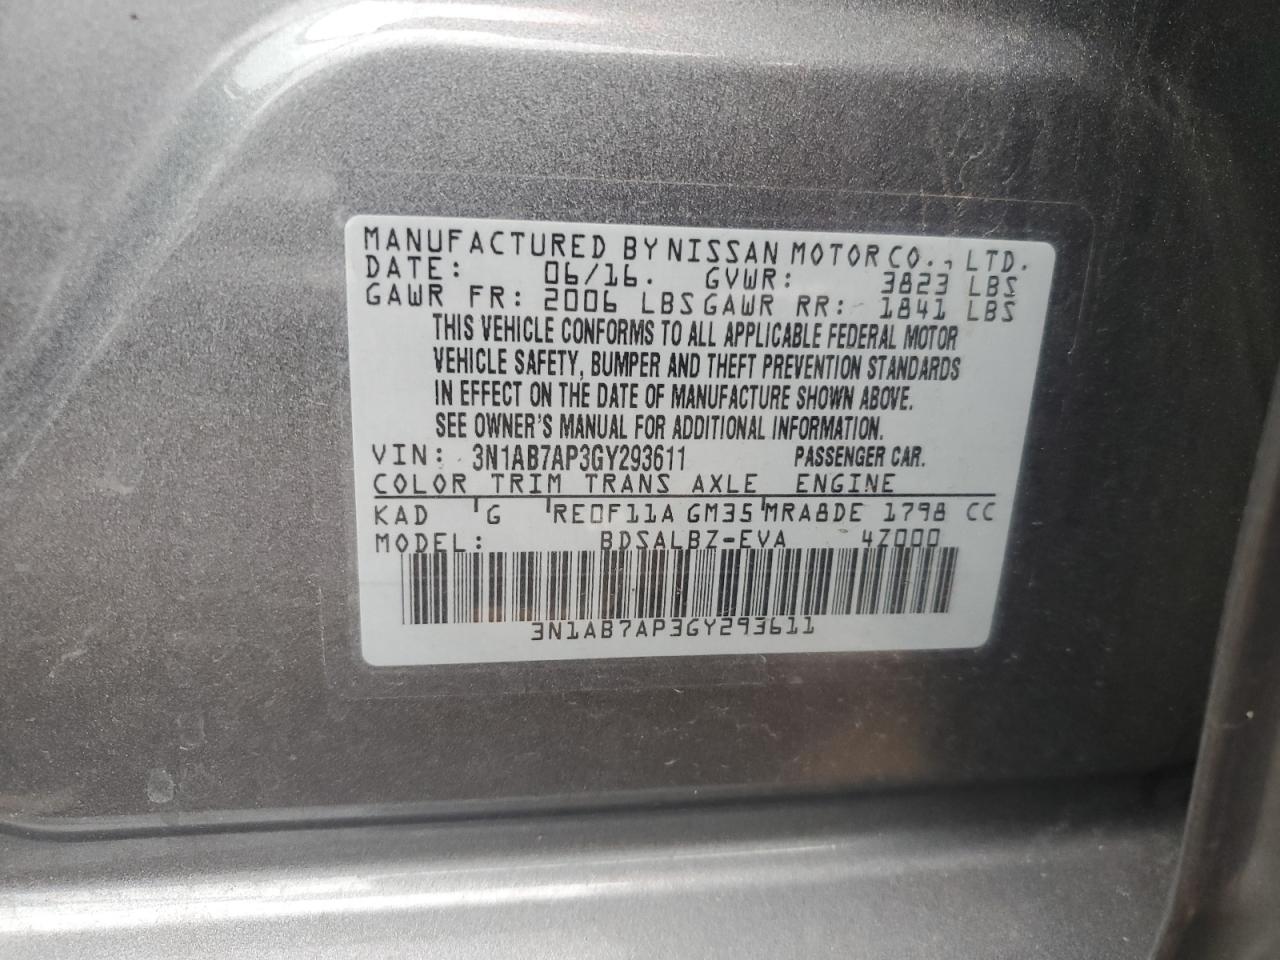 MANUFACTURED BY NISSAN MOTOR CO., LTD.
DATE: 06/16. GVWR: 3823 LBS
GAWR FR: 2006 LBS GAWR RR: 1841 LBS
THIS VEHICLE CONFORMS TO ALL APPLICABLE FEDERAL MOTOR
VEHICLE SAFETY, BUMPER AND THEFT PREVENTION STANDARDS
IN EFFECT ON THE DATE OF MANUFACTURE SHOWN ABOVE.
SEE OWNER'S MANUAL FOR ADDITIONAL INFORMATION.
VIN: 3N1AB7AP3GY293611 PASSENGER CAR.
COLOR TRIM TRANS AXLE ENGINE
KAD G RE0F11A GM35 MRA8DE 1798 CC
MODEL: BDSALBZ-EVA 4Z000
3N1AB7AP3GY293611